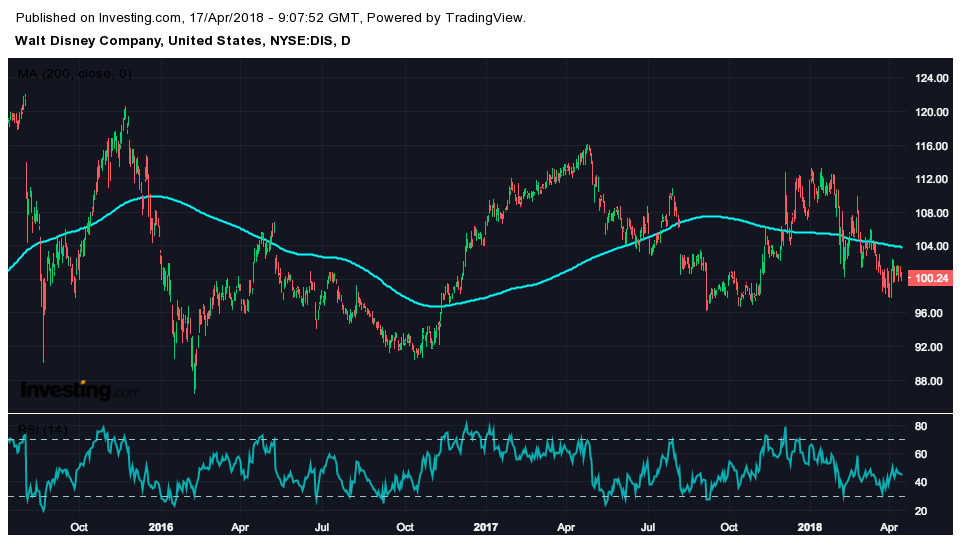 Published on Investing.com, 17/Apr/2018 - 9:07:52 GMT, Powered by TradingView.
Walt Disney Company, United States, NYSE:DIS, D
MA (200, close, 0)
124.00
120.00
116.00
112.00
108.00
104.00
100.24
96.00
92.00
88.00
Investing.com
RSI (14)
80
60
40
20
Oct 2016 Apr Jul Oct 2017 Apr Jul Oct 2018 Apr